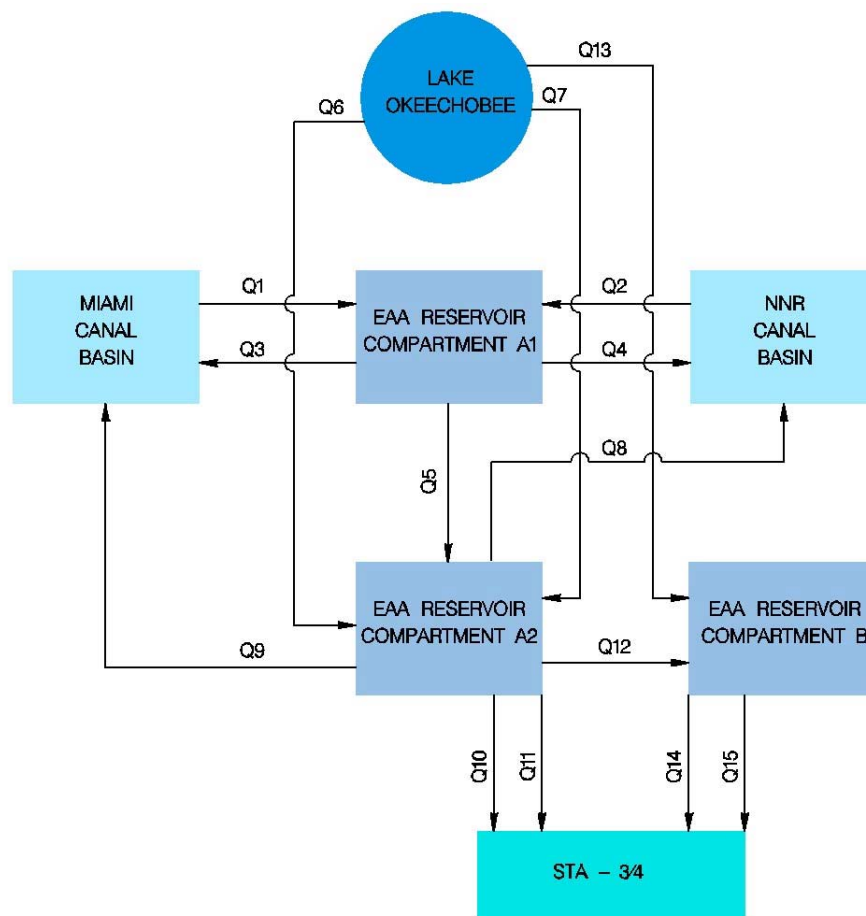 Q13
LAKE
OKEECHOBEE
Q6
Q7
Q1
Q2
MIAMI
CANAL
BASIN
EAA RESERVOIR
COMPARTMENT A1
NNR
CANAL
BASIN
Q3
Q4
Q5
Q8
EAA RESERVOIR
COMPARTMENT A2
EAA RESERVOIR
COMPARTMENT B
Q9
Q12
Q10
Q11
Q14
Q15
STA - 3/4